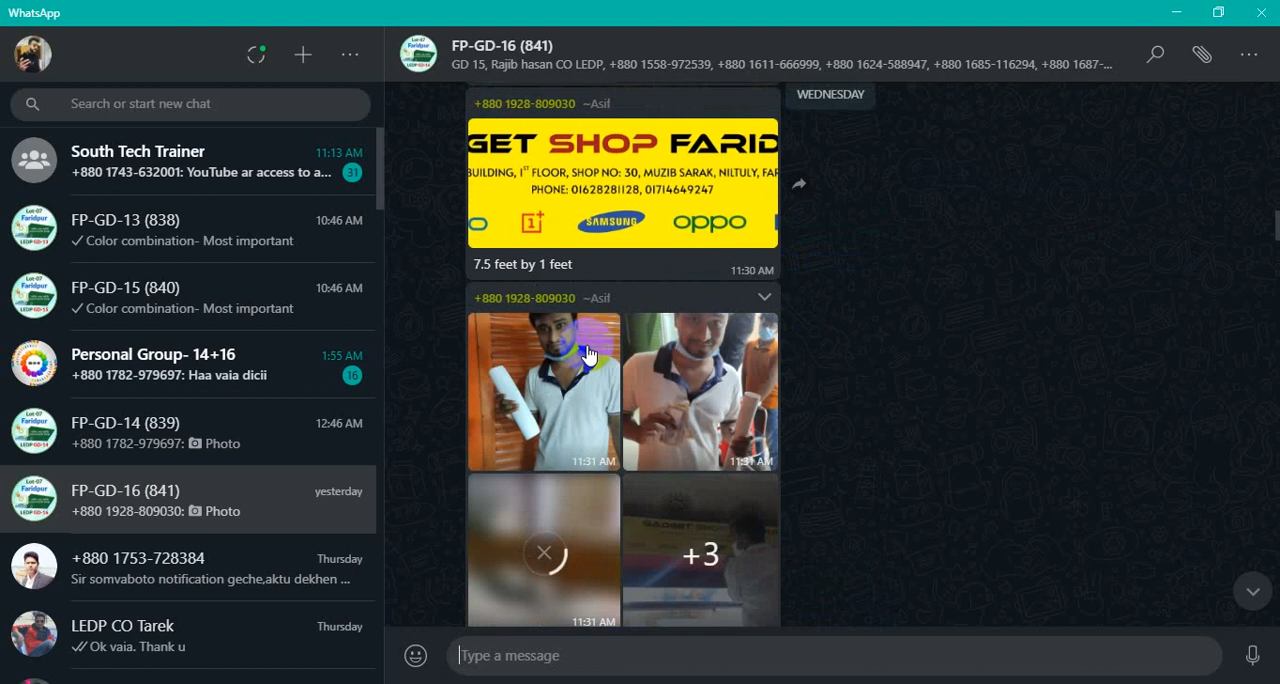 WhatsApp
Search or start new chat
South Tech Trainer
11:13 AM
+880 1743-632001: YouTube ar access to a...
31
FP-GD-13 (838)
10:46 AM
Color combination- Most important
FP-GD-15 (840)
10:46 AM
Color combination- Most important
Personal Group- 14+16
1:55 AM
+880 1782-979697: Haa vaia dicii
16
FP-GD-14 (839)
12:46 AM
+880 1782-979697: Photo
FP-GD-16 (841)
yesterday
+880 1928-809030: Photo
+880 1753-728384
Thursday
Sir somvaboto notification geche,aktu dekhen ...
LEDP CO Tarek
Thursday
Ok vaia. Thank u
FP-GD-16 (841)
GD 15, Rajib hasan CO LEDP, +880 1558-972539, +880 1611-666999, +880 1624-588947, +880 1685-116294, +880 1687-...
WEDNESDAY
+880 1928-809030 ~Asif
GET SHOP FARID
BUILDING, 1ST FLOOR, SHOP NO: 30, MUZIB SARAK, NILTULY, FAR
PHONE: 01628281128, 01714649247
1+ SAMSUNG OPPO
7.5 feet by 1 feet
11:30 AM
+880 1928-809030 ~Asif
11:31 AM
11:31 AM
11:31 AM
+3
Type a message